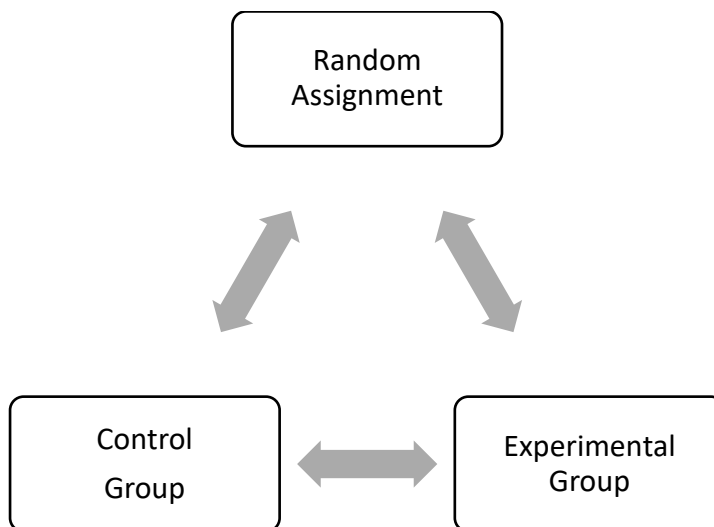 Random
Assignment
Control
Group
Experimental
Group